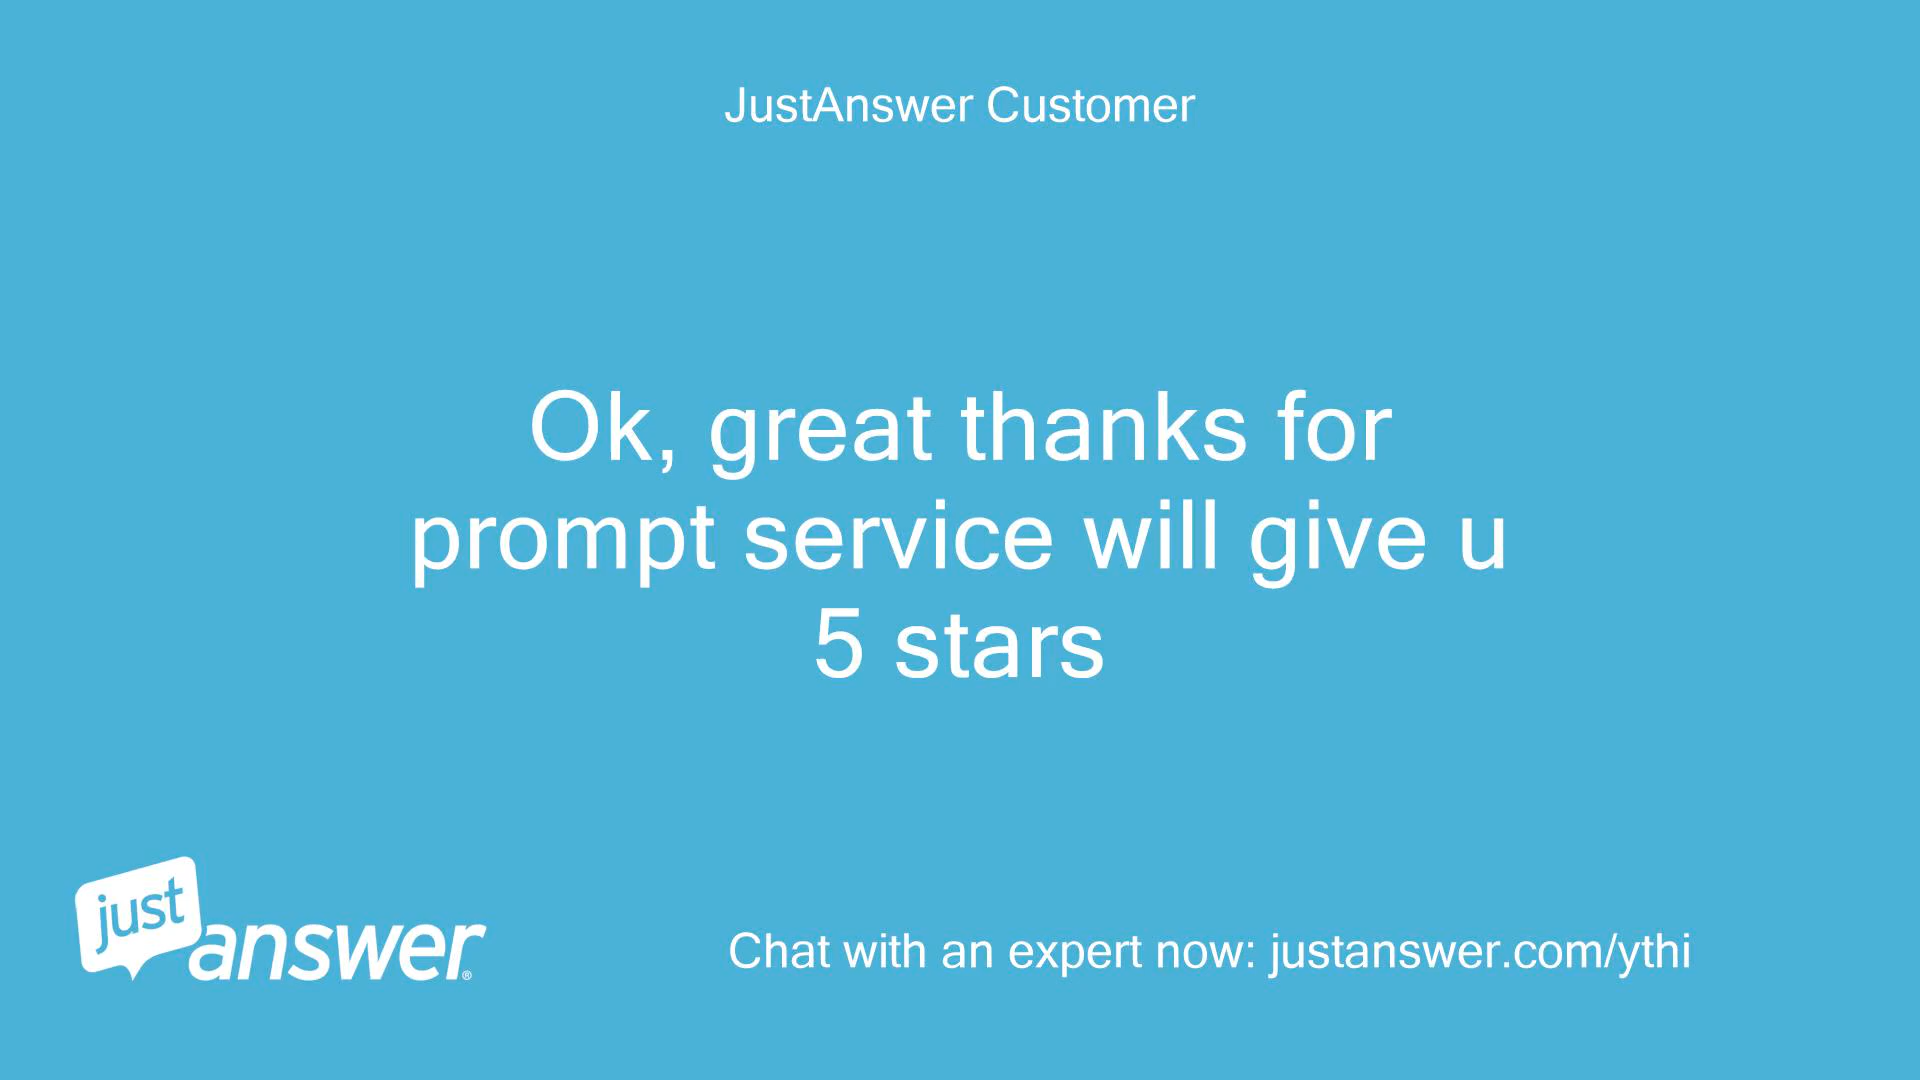 JustAnswer Customer
Ok, great thanks for
prompt service will give u
5 stars
just
answer®
Chat with an expert now: justanswer.com/ythi